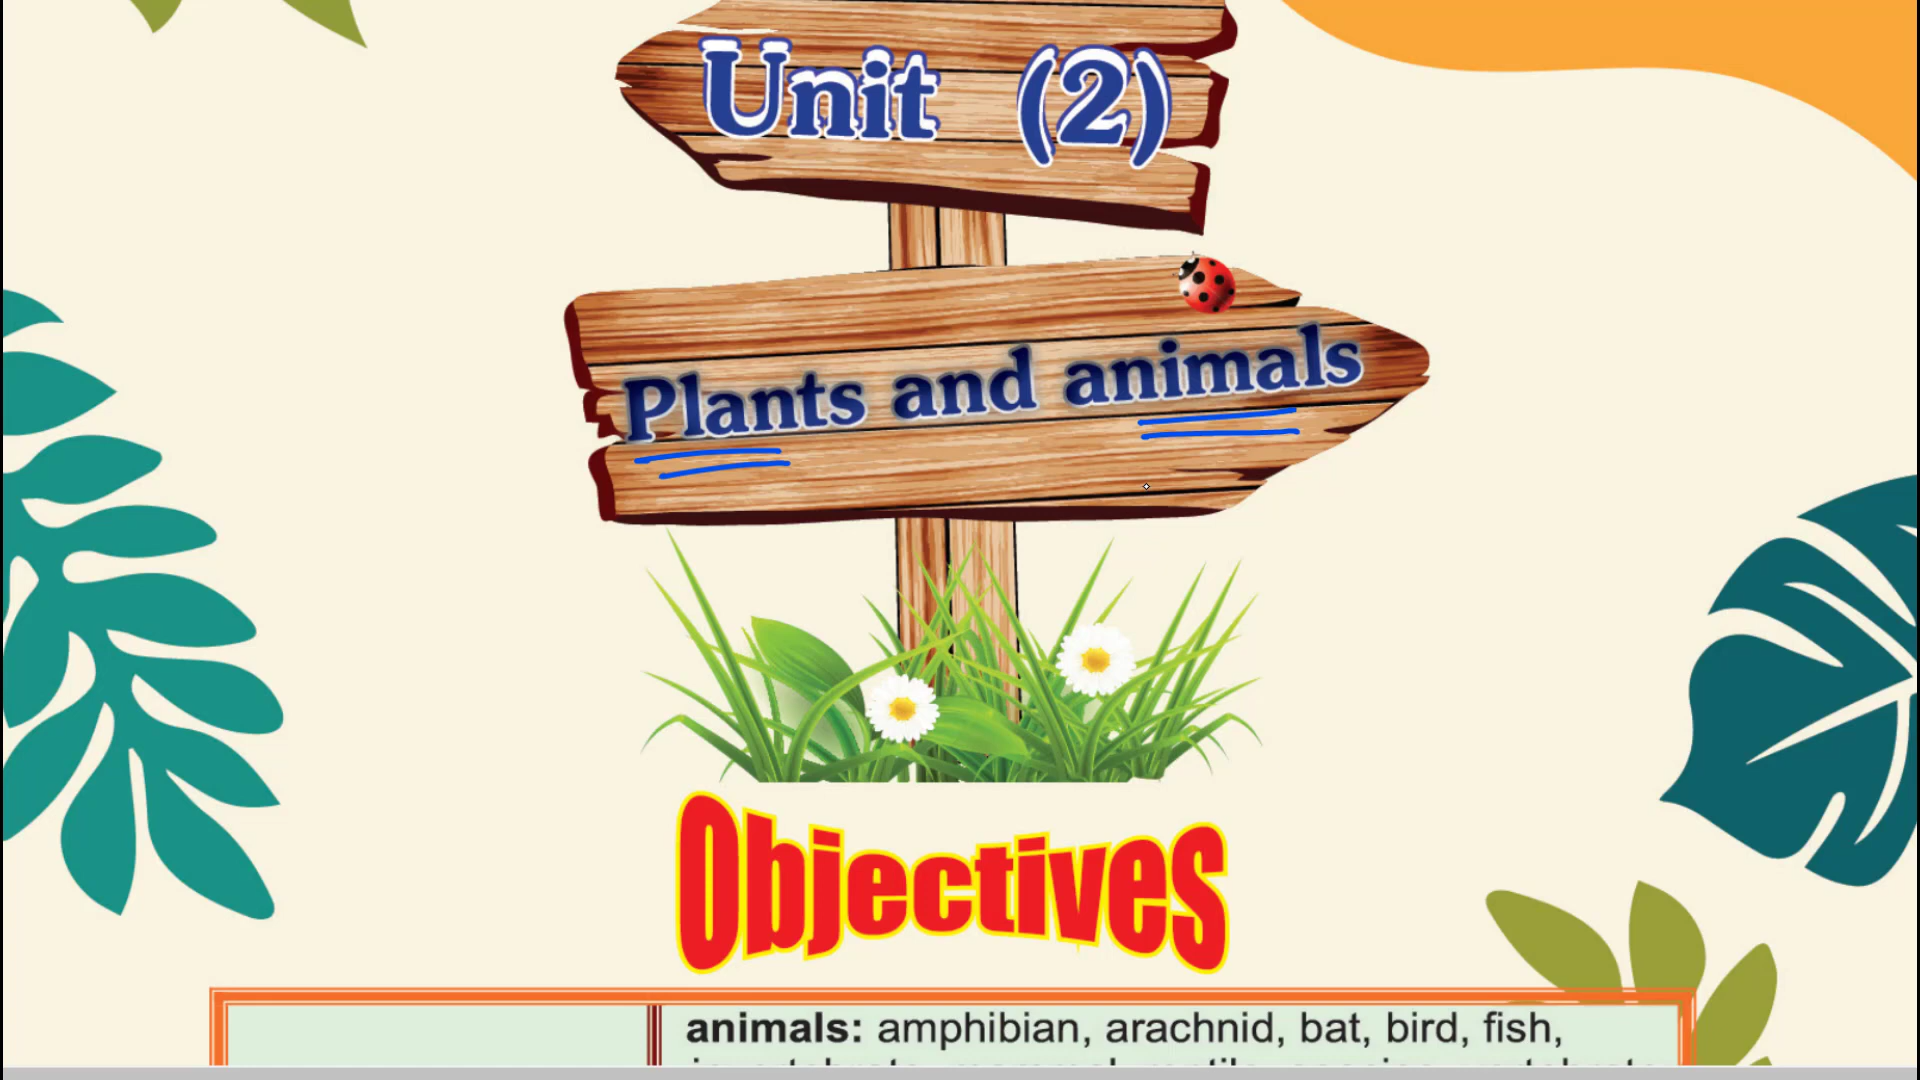 Unit (2)
Plants and animals
Objectives
animals: amphibian, arachnid, bat, bird, fish,